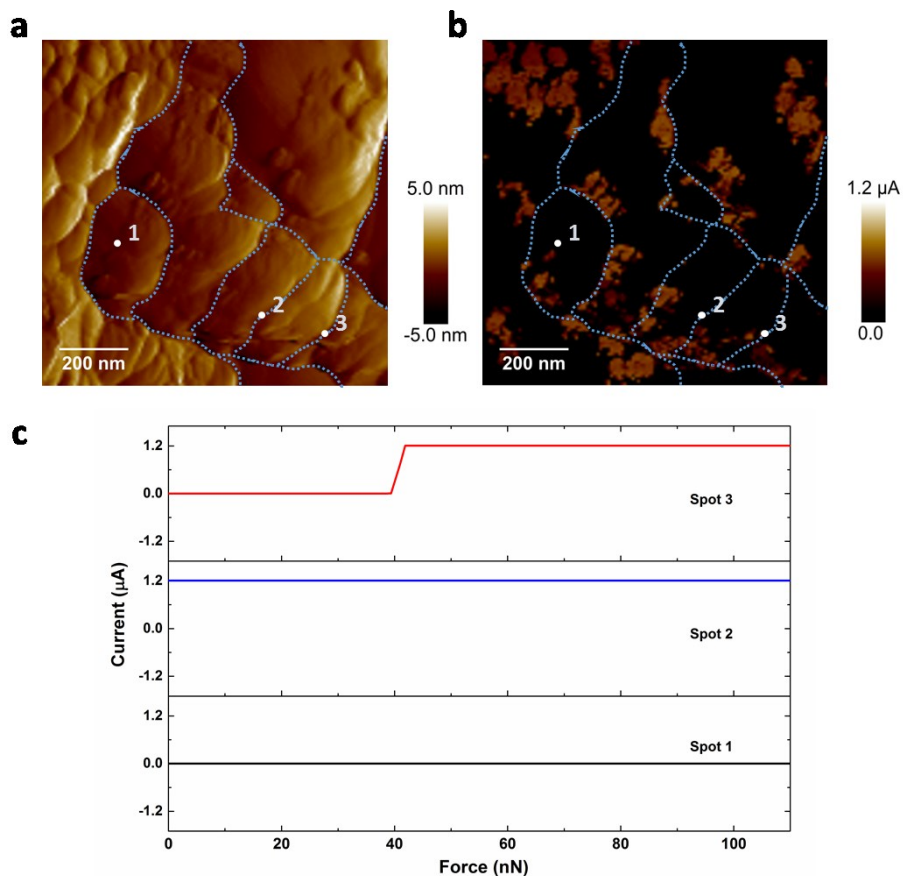 a
b
1
2
3
200 nm
5.0 nm
-5.0 nm
1
2
3
200 nm
1.2 µA
0.0
c
Current (µA)
1.2
0.0
-1.2
Spot 3
1.2
0.0
-1.2
Spot 2
1.2
0.0
-1.2
Spot 1
0 20 40 60 80 100
Force (nN)